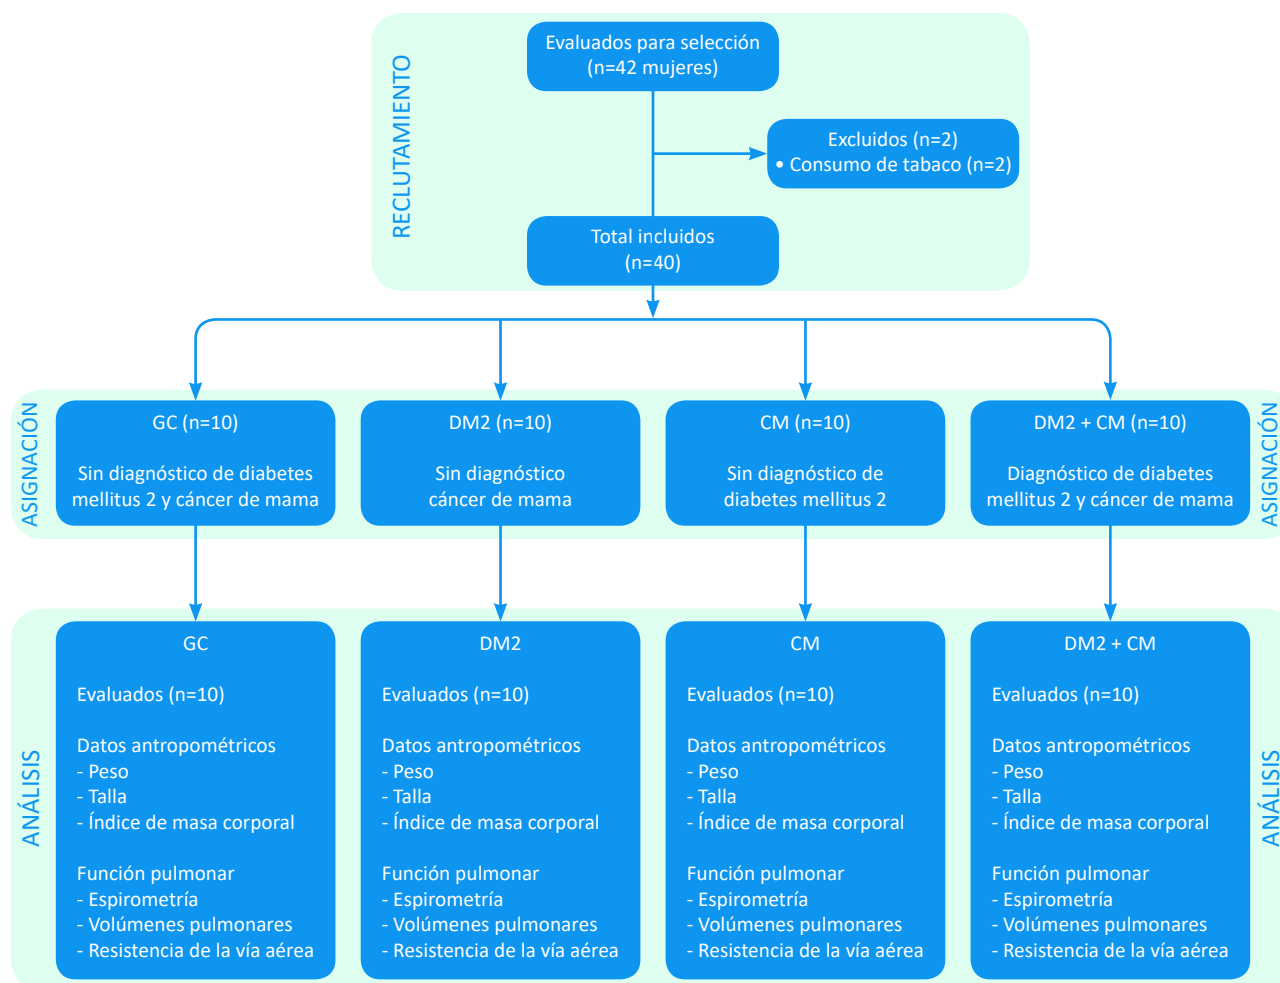 RECLUTAMIENTO
Evaluados para selección
(n=42 mujeres)
Excluidos (n=2)
• Consumo de tabaco (n=2)
Total incluidos
(n=40)
ASIGNACIÓN
GC (n=10)
Sin diagnóstico de diabetes
mellitus 2 y cáncer de mama
DM2 (n=10)
Sin diagnóstico
cáncer de mama
CM (n=10)
Sin diagnóstico de
diabetes mellitus 2
DM2 + CM (n=10)
Diagnóstico de diabetes
mellitus 2 y cáncer de mama
ASIGNACIÓN
ANÁLISIS
GC
Evaluados (n=10)
Datos antropométricos
- Peso
- Talla
- Índice de masa corporal
Función pulmonar
- Espirometría
- Volúmenes pulmonares
- Resistencia de la vía aérea
DM2
Evaluados (n=10)
Datos antropométricos
- Peso
- Talla
- Índice de masa corporal
Función pulmonar
- Espirometría
- Volúmenes pulmonares
- Resistencia de la vía aérea
CM
Evaluados (n=10)
Datos antropométricos
- Peso
- Talla
- Índice de masa corporal
Función pulmonar
- Espirometría
- Volúmenes pulmonares
- Resistencia de la vía aérea
DM2 + CM
Evaluados (n=10)
Datos antropométricos
- Peso
- Talla
- Índice de masa corporal
Función pulmonar
- Espirometría
- Volúmenes pulmonares
- Resistencia de la vía aérea
ANÁLISIS